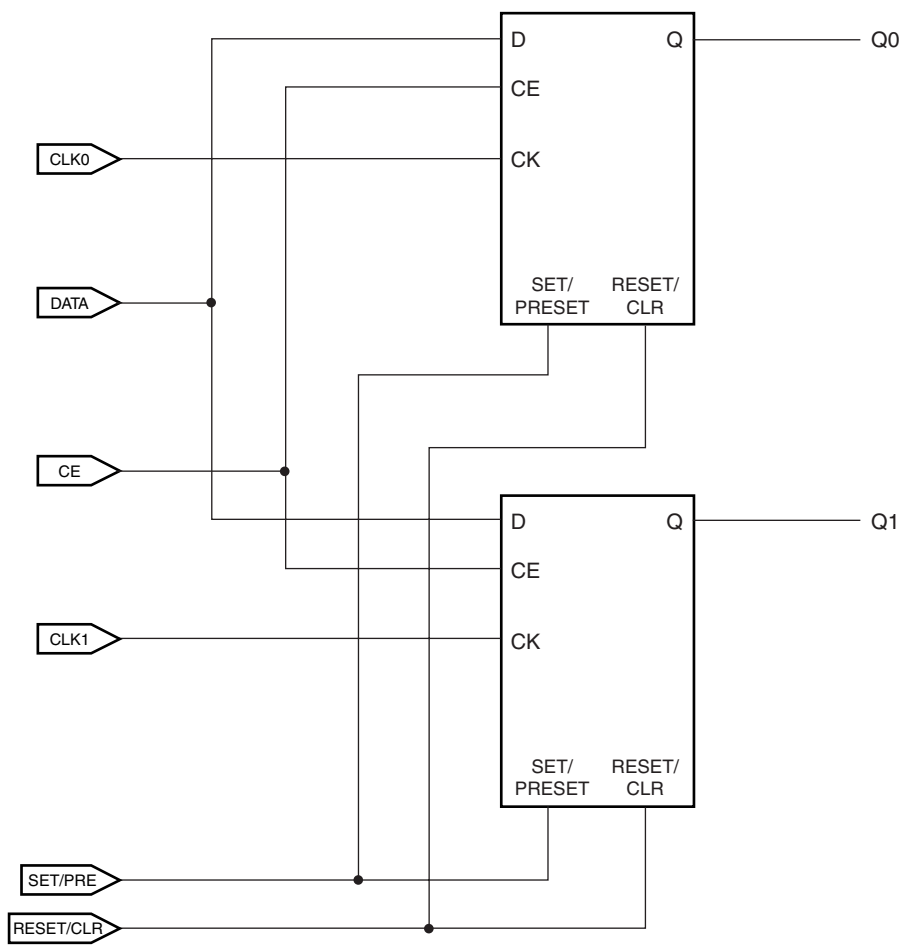 D
Q
Q0
CE
CLK0
CK
SET/
PRESET
RESET/
CLR
DATA
CE
D
Q
Q1
CE
CLK1
CK
SET/
PRESET
RESET/
CLR
SET/PRE
RESET/CLR